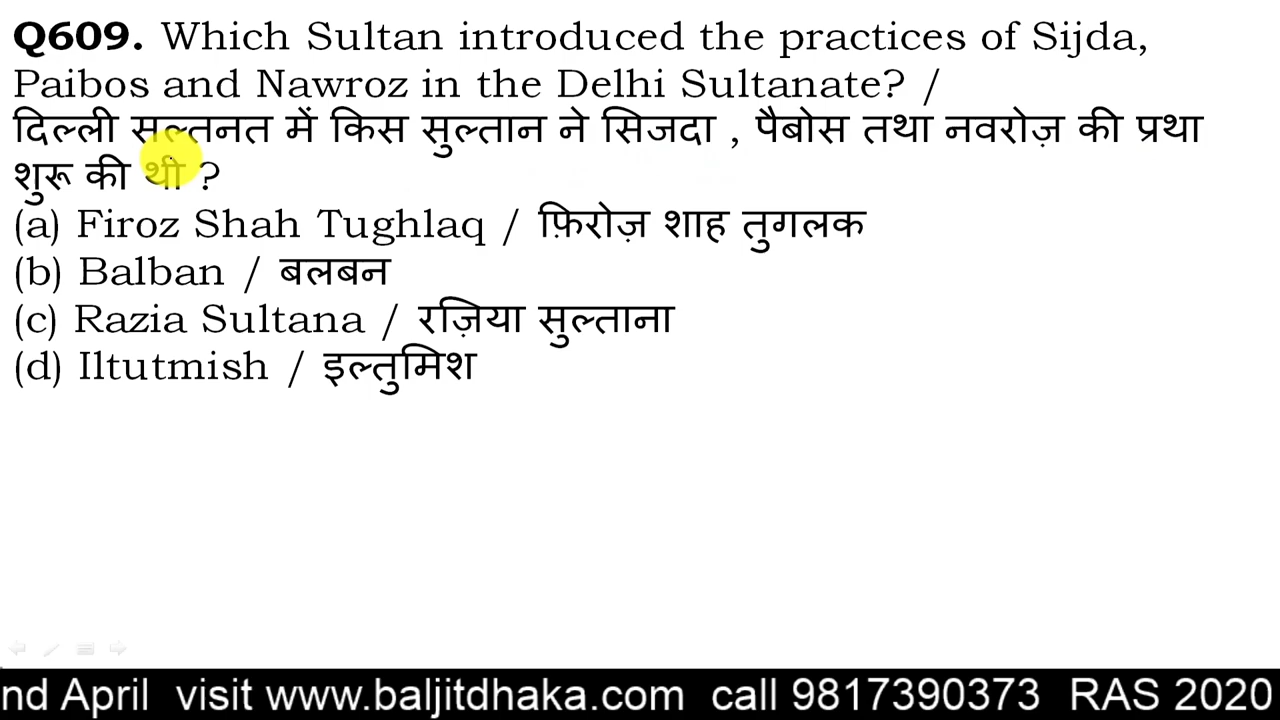 Q609. Which Sultan introduced the practices of Sijda,
Paibos and Nawroz in the Delhi Sultanate? /
दिल्ली सल्तनत में किस सुल्तान ने सिजदा , पैबोस तथा नवरोज़ की प्रथा
शुरू की थी ?
(a) Firoz Shah Tughlaq / फ़िरोज़ शाह तुगलक
(b) Balban / बलबन
(c) Razia Sultana / रज़िया सुल्ताना
(d) Iltutmish / इल्तुमिश
nd April visit www.baljitdhaka.com call 9817390373 RAS 2020